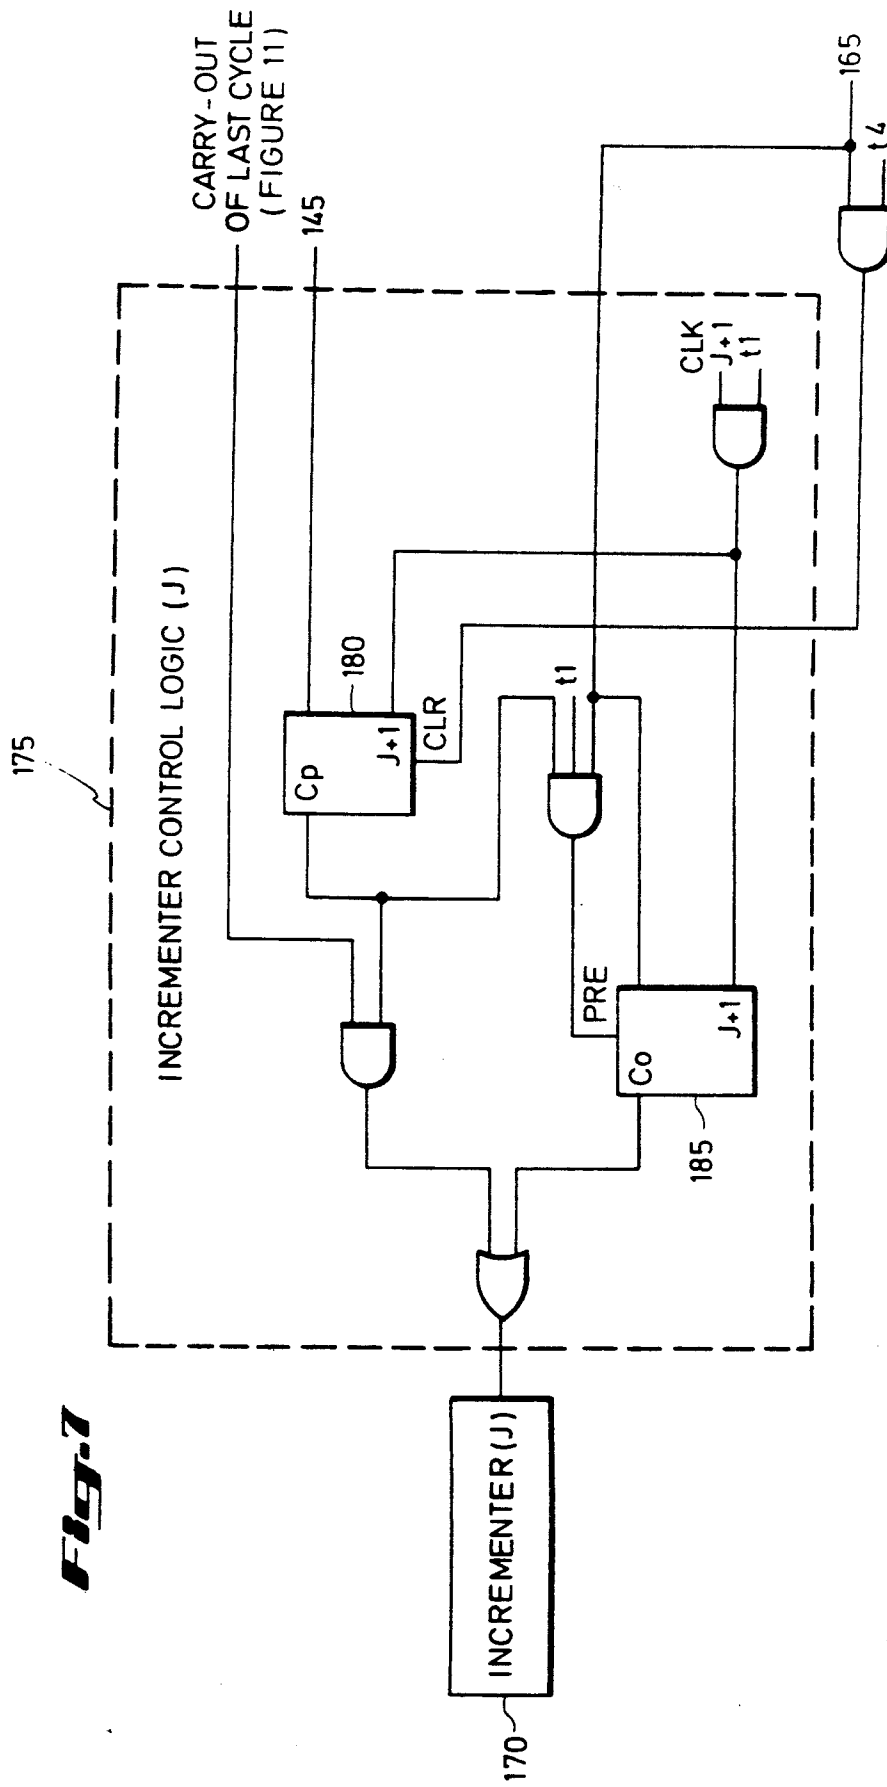 Fig.7
175
INCREMENTER CONTROL LOGIC (J)
CARRY-OUT
OF LAST CYCLE
(FIGURE 11)
145
Cp
J+1
180
CLR
t1
CLK
J+1
t1
165
t4
PRE
Co
J+1
185
INCREMENTER (J)
170